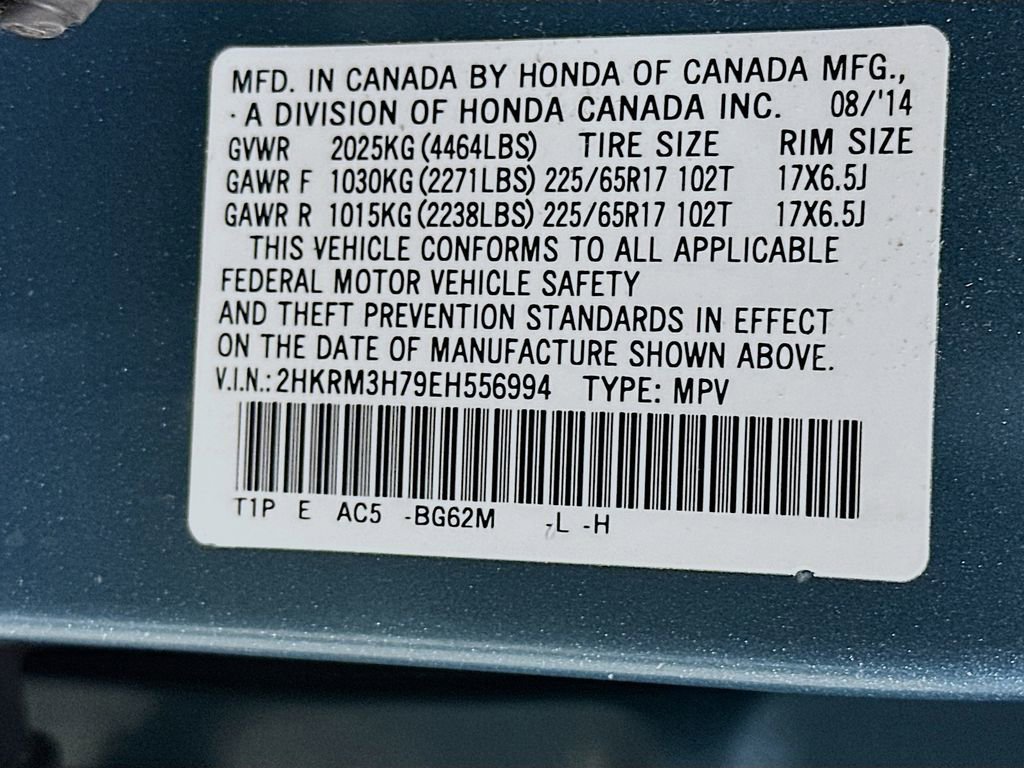 MFD. IN CANADA BY HONDA OF CANADA MFG.,
· A DIVISION OF HONDA CANADA INC. 08/'14
GVWR 2025KG (4464LBS) TIRE SIZE RIM SIZE
GAWR F 1030KG (2271LBS) 225/65R17 102T 17X6.5J
GAWR R 1015KG (2238LBS) 225/65R17 102T 17X6.5J
THIS VEHICLE CONFORMS TO ALL APPLICABLE
FEDERAL MOTOR VEHICLE SAFETY
AND THEFT PREVENTION STANDARDS IN EFFECT
ON THE DATE OF MANUFACTURE SHOWN ABOVE.
V.I.N.: 2HKRM3H79EH556994 TYPE: MPV
T1P E AC5 -BG62M -L -H